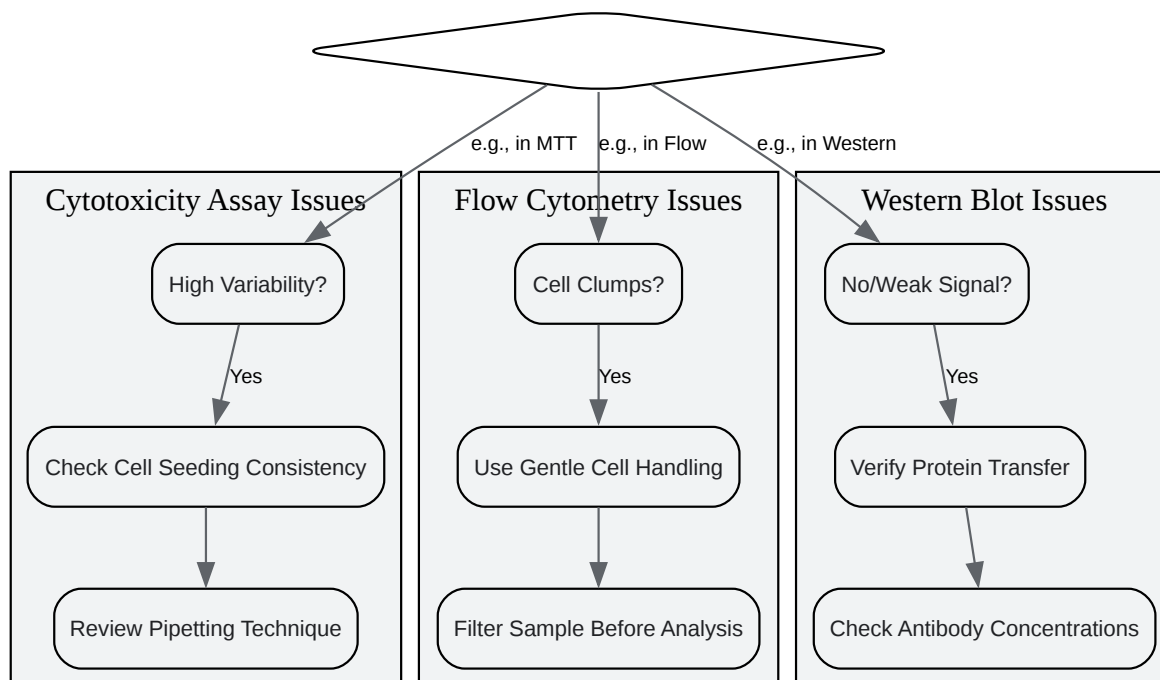 e.g., in MTT
e.g., in Flow
e.g., in Western
Cytotoxicity Assay Issues
Flow Cytometry Issues
Western Blot Issues
High Variability?
Cell Clumps?
No/Weak Signal?
Yes
Yes
Yes
Check Cell Seeding Consistency
Use Gentle Cell Handling
Verify Protein Transfer
Review Pipetting Technique
Filter Sample Before Analysis
Check Antibody Concentrations